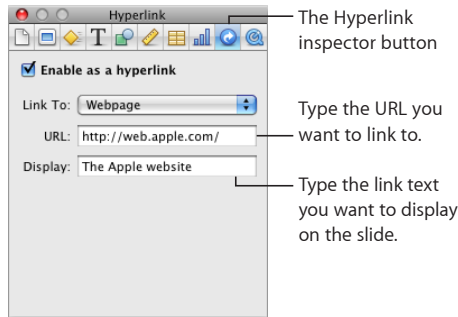 Hyperlink
The Hyperlink
inspector button
T
Enable as a hyperlink
Link To: Webpage
Type the URL you
want to link to.
URL: http://web.apple.com/
Display: The Apple website
Type the link text
you want to display
on the slide.